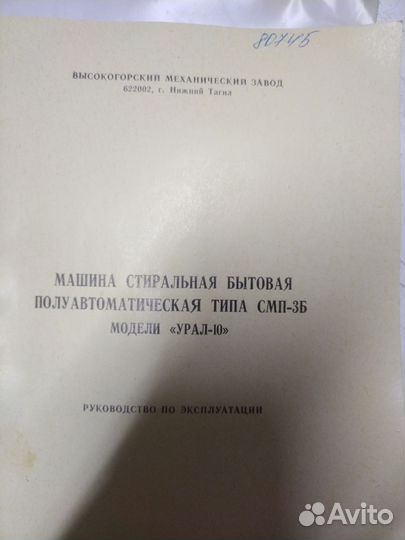 80745
ВЫСОКОГОРСКИЙ МЕХАНИЧЕСКИЙ ЗАВОД
622002, г. Нижний Тагил
МАШИНА СТИРАЛЬНАЯ БЫТОВАЯ
ПОЛУАВТОМАТИЧЕСКАЯ ТИПА СМП-3Б
МОДЕЛИ «УРАЛ-10»
РУКОВОДСТВО ПО ЭКСПЛУАТАЦИИ
Avito